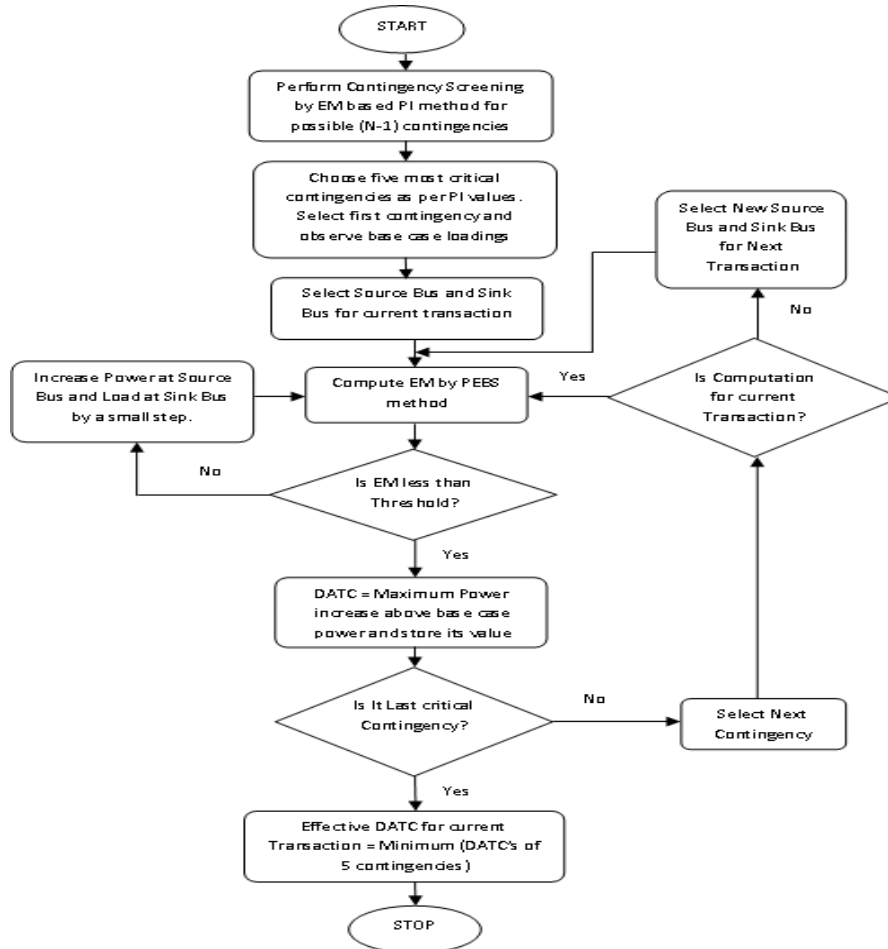 START
Perform Contingency Screening
by EM based PI method for
possible (N-1) contingencies
Choose five most critical
contingencies as per PI values.
Select first contingency and
observe base case loadings
Select New Source
Bus and Sink Bus
for Next
Transaction
Select Source Bus and Sink
Bus for current transaction
No
Increase Power at Source
Bus and Load at Sink Bus
by a small step.
Compute EM by PEBS
method
Yes
Is Computation
for current
Transaction?
No
Is EM less than
Threshold?
Yes
DATC = Maximum Power
increase above base case
power and store its value
Is It Last critical
Contingency?
No
Select Next
Contingency
Yes
Effective DATC for current
Transaction = Minimum (DATC's of
5 contingencies)
STOP